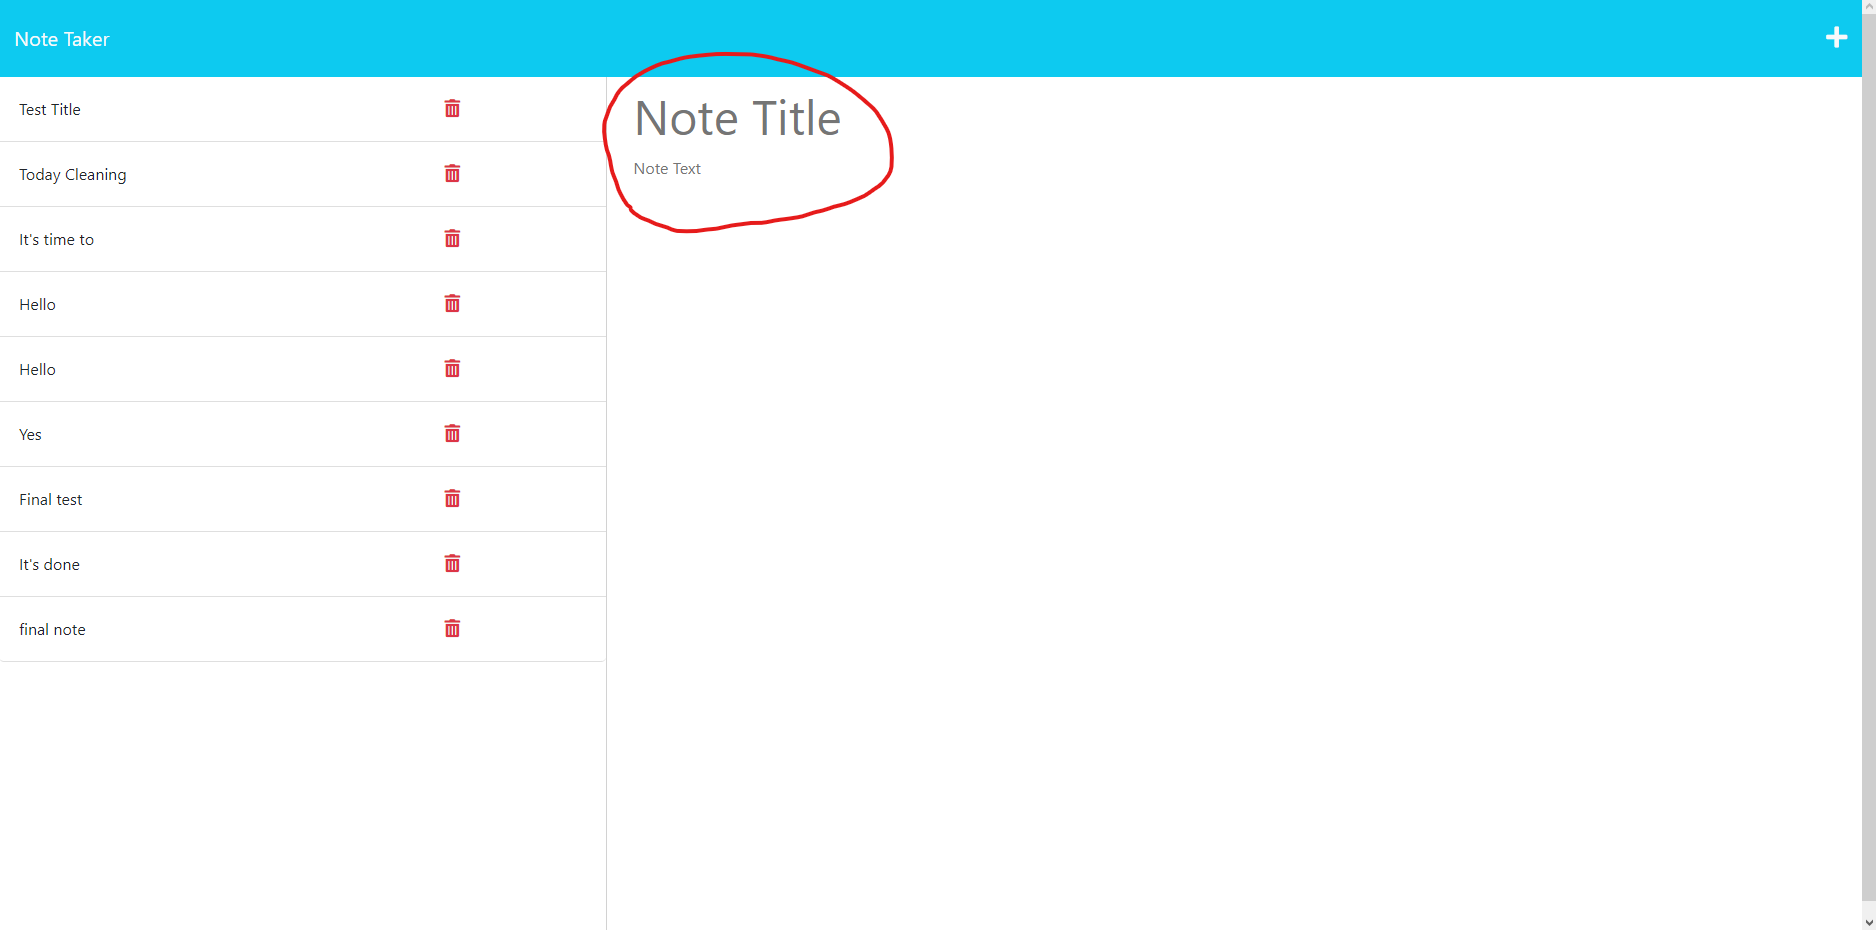 Note Taker
Test Title
Today Cleaning
It's time to
Hello
Hello
Yes
Final test
It's done
final note
Note Title
Note Text